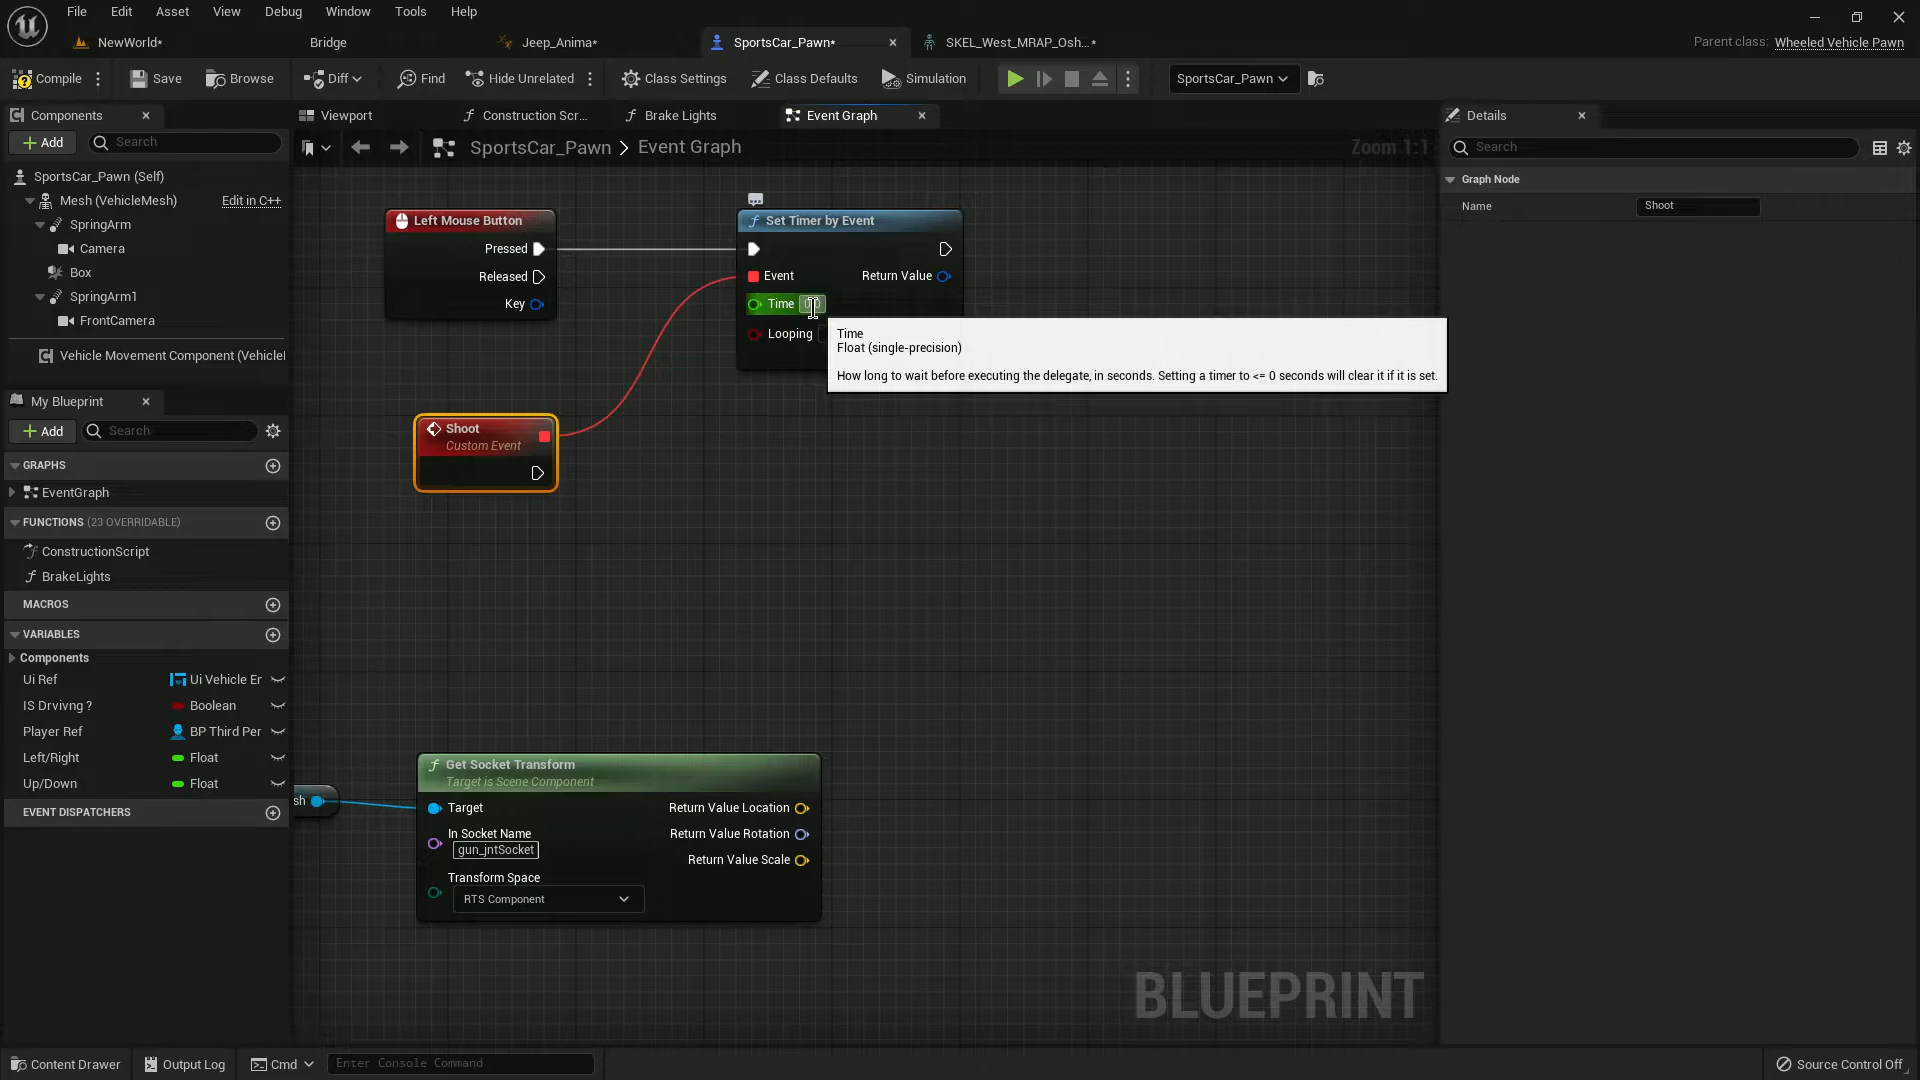 File Edit Asset View Debug Window Tools Help
NewWorld* Bridge Jeep_Anima* SportsCar_Pawn* SKEL_West_MRAP_Osh...* Parent class: Wheeled Vehicle Pawn
Compile Save Browse Diff Find Hide Unrelated Class Settings Class Defaults Simulation SportsCar_Pawn
Components
Add Search
SportsCar_Pawn (Self)
Mesh (VehicleMesh) Edit in C++
SpringArm
Camera
Box
SpringArm1
FrontCamera
Vehicle Movement Component (Vehicle
My Blueprint
Add Search
GRAPHS
EventGraph
FUNCTIONS (23 OVERRIDABLE)
ConstructionScript
BrakeLights
MACROS
VARIABLES
Components
Ui Ref Ui Vehicle Er
IS Drvivng ? Boolean
Player Ref BP Third Per
Left/Right Float
Up/Down Float
EVENT DISPATCHERS
Viewport Construction Scr... Brake Lights Event Graph
SportsCar_Pawn > Event Graph Zoom 1:1
Left Mouse Button
Pressed
Released
Key
Set Timer by Event
Event Return Value
Time
Looping
Time
Float (single-precision)
How long to wait before executing the delegate, in seconds. Setting a timer to <= 0 seconds will clear it if it is set.
Shoot
Custom Event
sh
Get Socket Transform
Target is Scene Component
Target Return Value Location
In Socket Name Return Value Rotation
gun_jntSocket
Return Value Scale
Transform Space
RTS Component
BLUEPRINT
Details
Search
Graph Node
Name Shoot
Content Drawer Output Log Cmd Enter Console Command Source Control Off